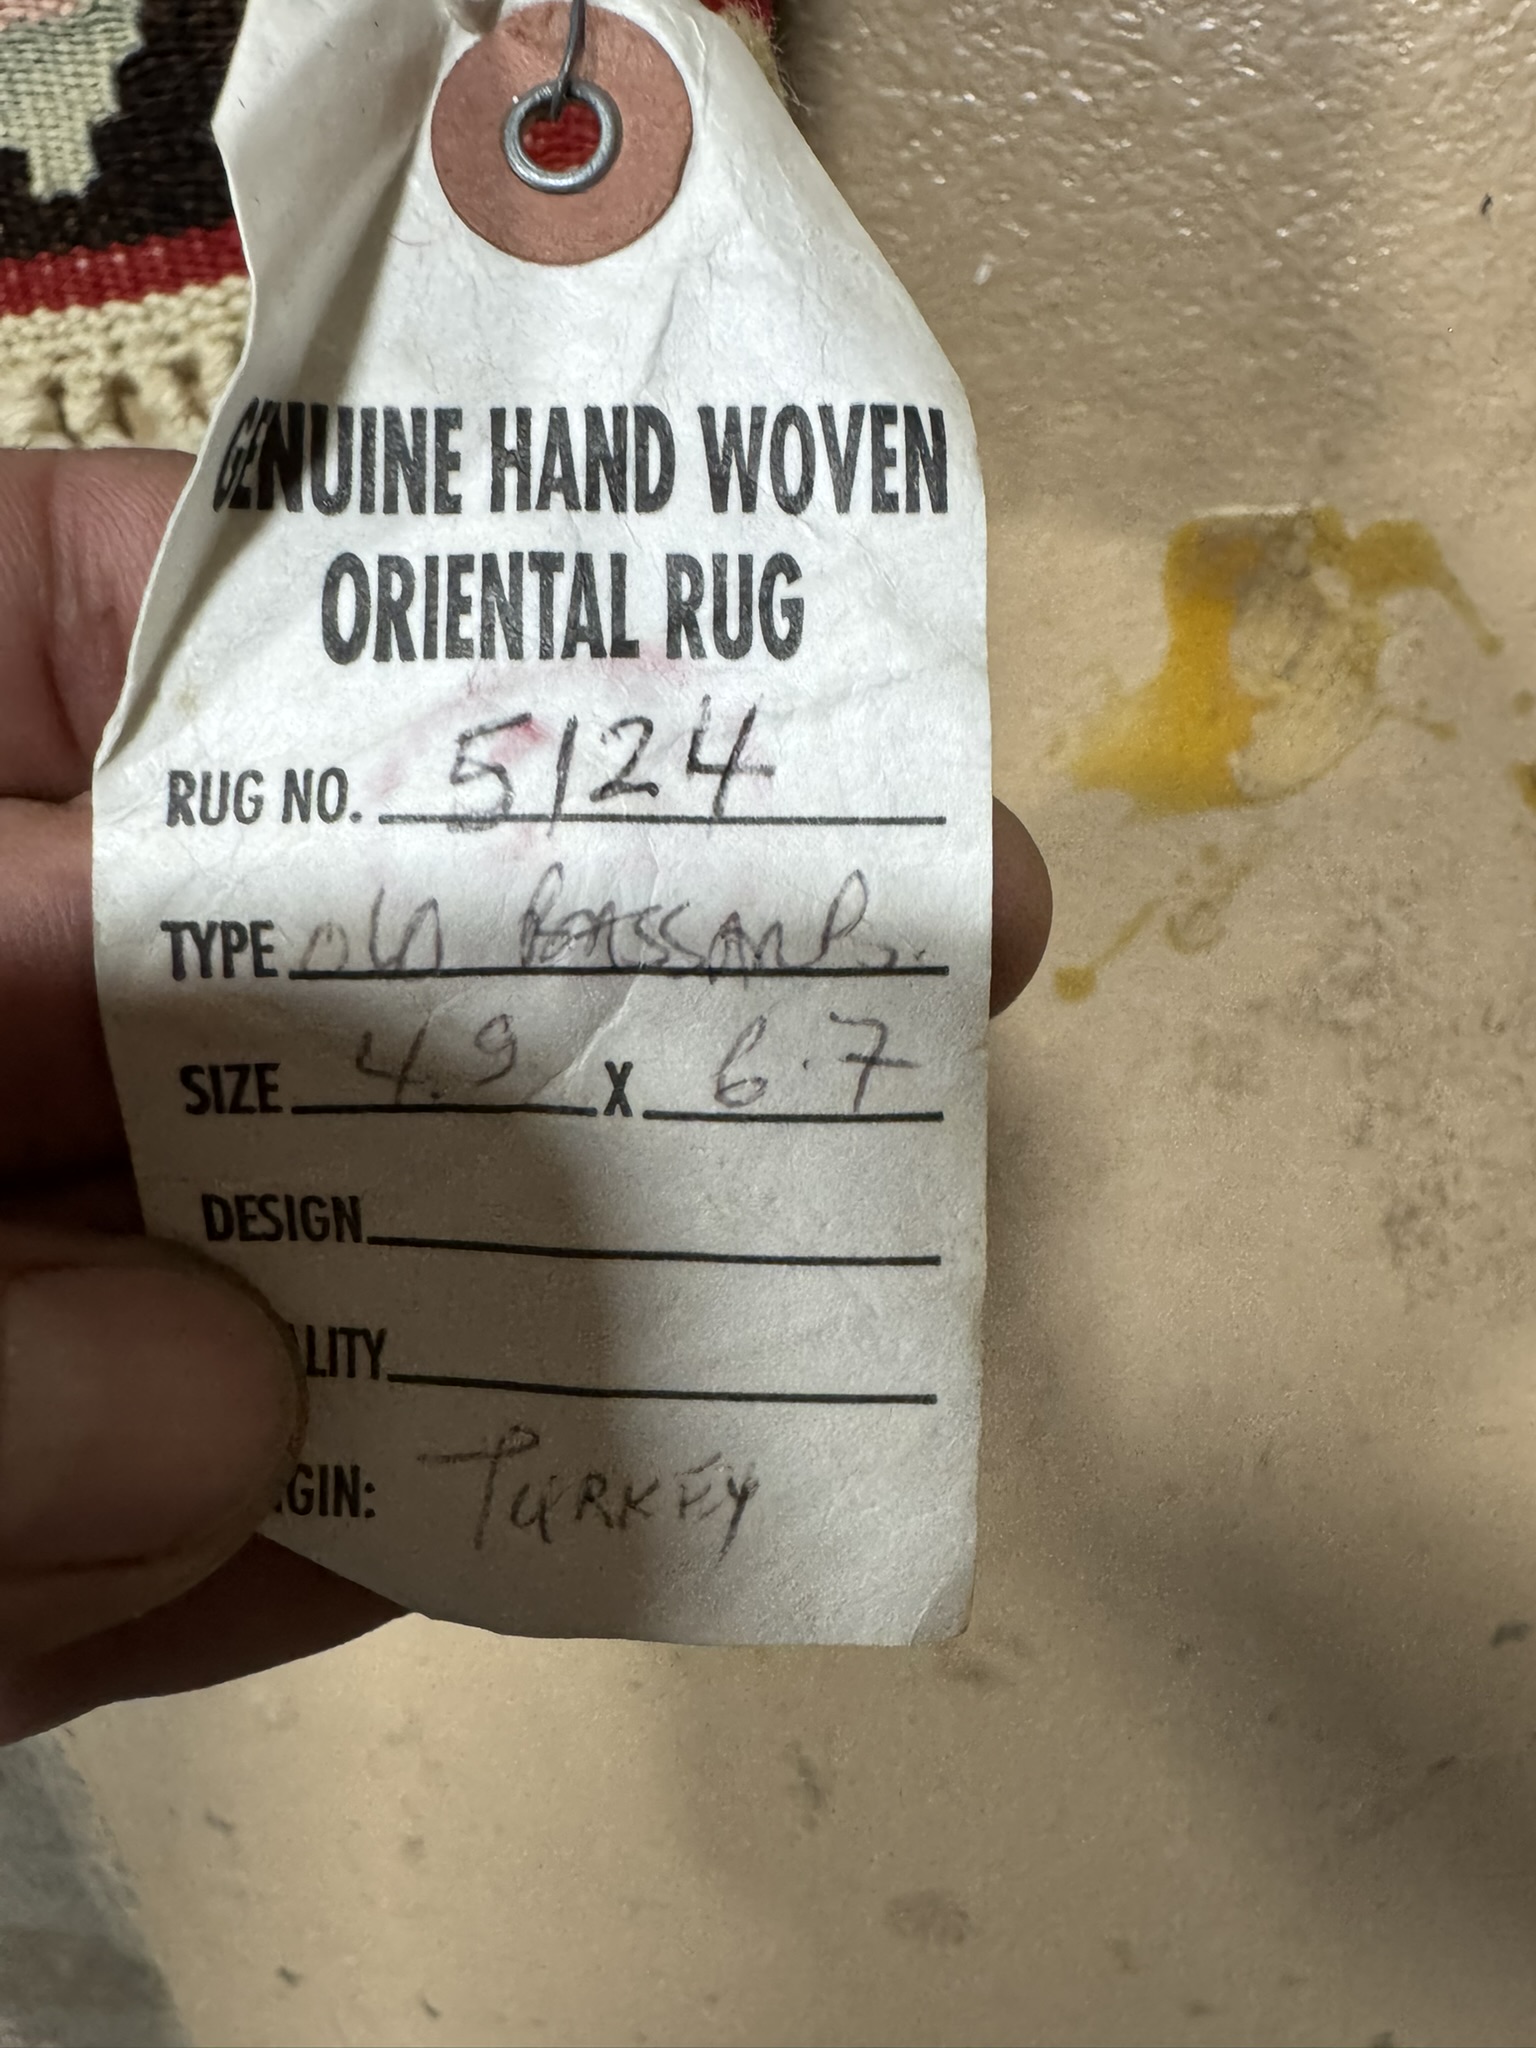 GENUINE HAND WOVEN
ORIENTAL RUG
RUG NO. 5124
TYPE old
SIZE 4.9 X 6.7
DESIGN
LITY
GIN: TURKEY